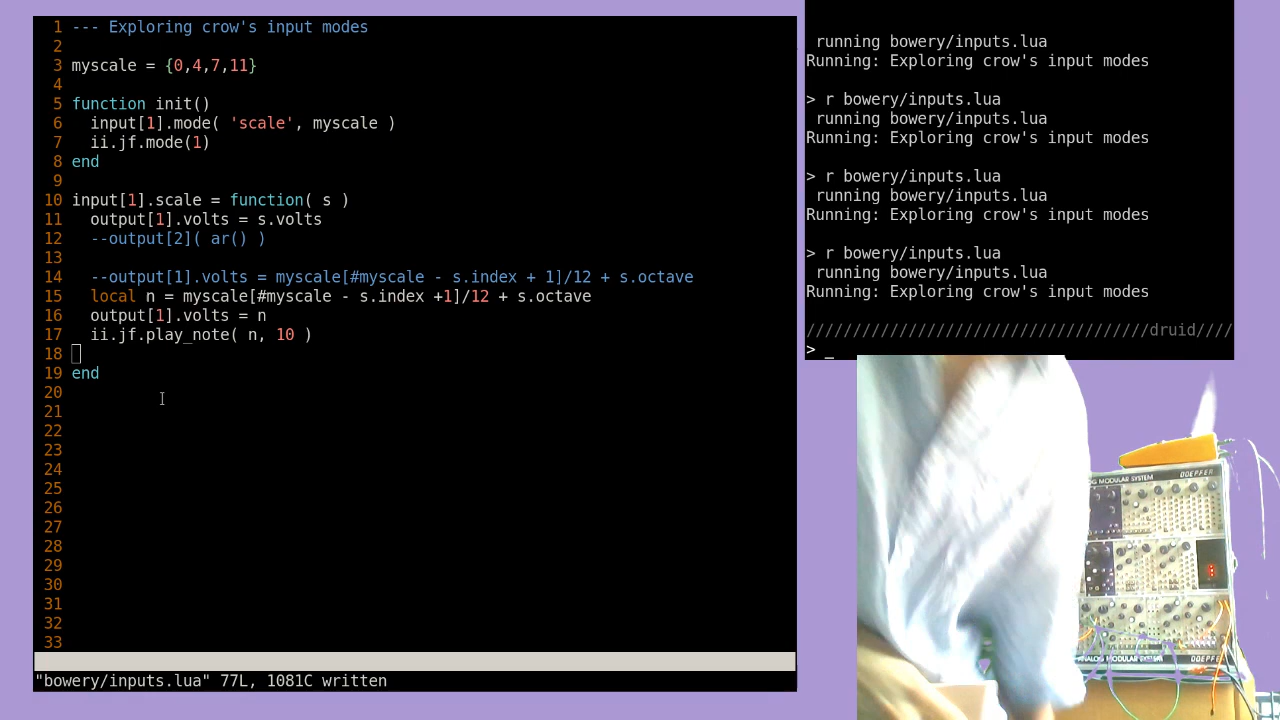 1 --- Exploring crow's input modes
2
3 myscale = {0,4,7,11}
4
5 function init()
6 input[1].mode( 'scale', myscale )
7 ii.jf.mode(1)
8 end
9
10 input[1].scale = function( s )
11 output[1].volts = s.volts
12 --output[2]( ar() )
13
14 --output[1].volts = myscale[#myscale - s.index + 1]/12 + s.octave
15 local n = myscale[#myscale - s.index +1]/12 + s.octave
16 output[1].volts = n
17 ii.jf.play_note( n, 10 )
18
19 end
20
21
22
23
24
25
26
27
28
29
30
31
32
33
"bowery/inputs.lua" 77L, 1081C written
running bowery/inputs.lua
Running: Exploring crow's input modes
> r bowery/inputs.lua
running bowery/inputs.lua
Running: Exploring crow's input modes
> r bowery/inputs.lua
running bowery/inputs.lua
Running: Exploring crow's input modes
> r bowery/inputs.lua
running bowery/inputs.lua
Running: Exploring crow's input modes
/////////////////////////////////////druid////
> _
MODULAR SYSTEM DOEPFER
ANALOG MODULAR SYSTEM DOEPFER